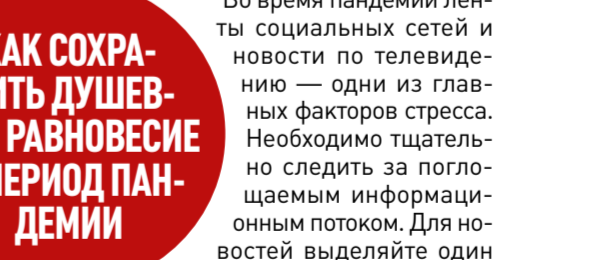 КАК СОХРА-
ИТЬ ДУШЕВ-
РАВНОВЕСИЕ
ПЕРИОД ПАН-
ДЕМИИ
Во время пандемии лен-
ты социальных сетей и
новости по телевиде-
нию — одни из глав-
ных факторов стресса.
Необходимо тщатель-
но следить за погло-
щаемым информаци-
онным потоком. Для но-
востей выделяйте один